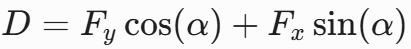 D = F_y cos(α) + F_x sin(α)